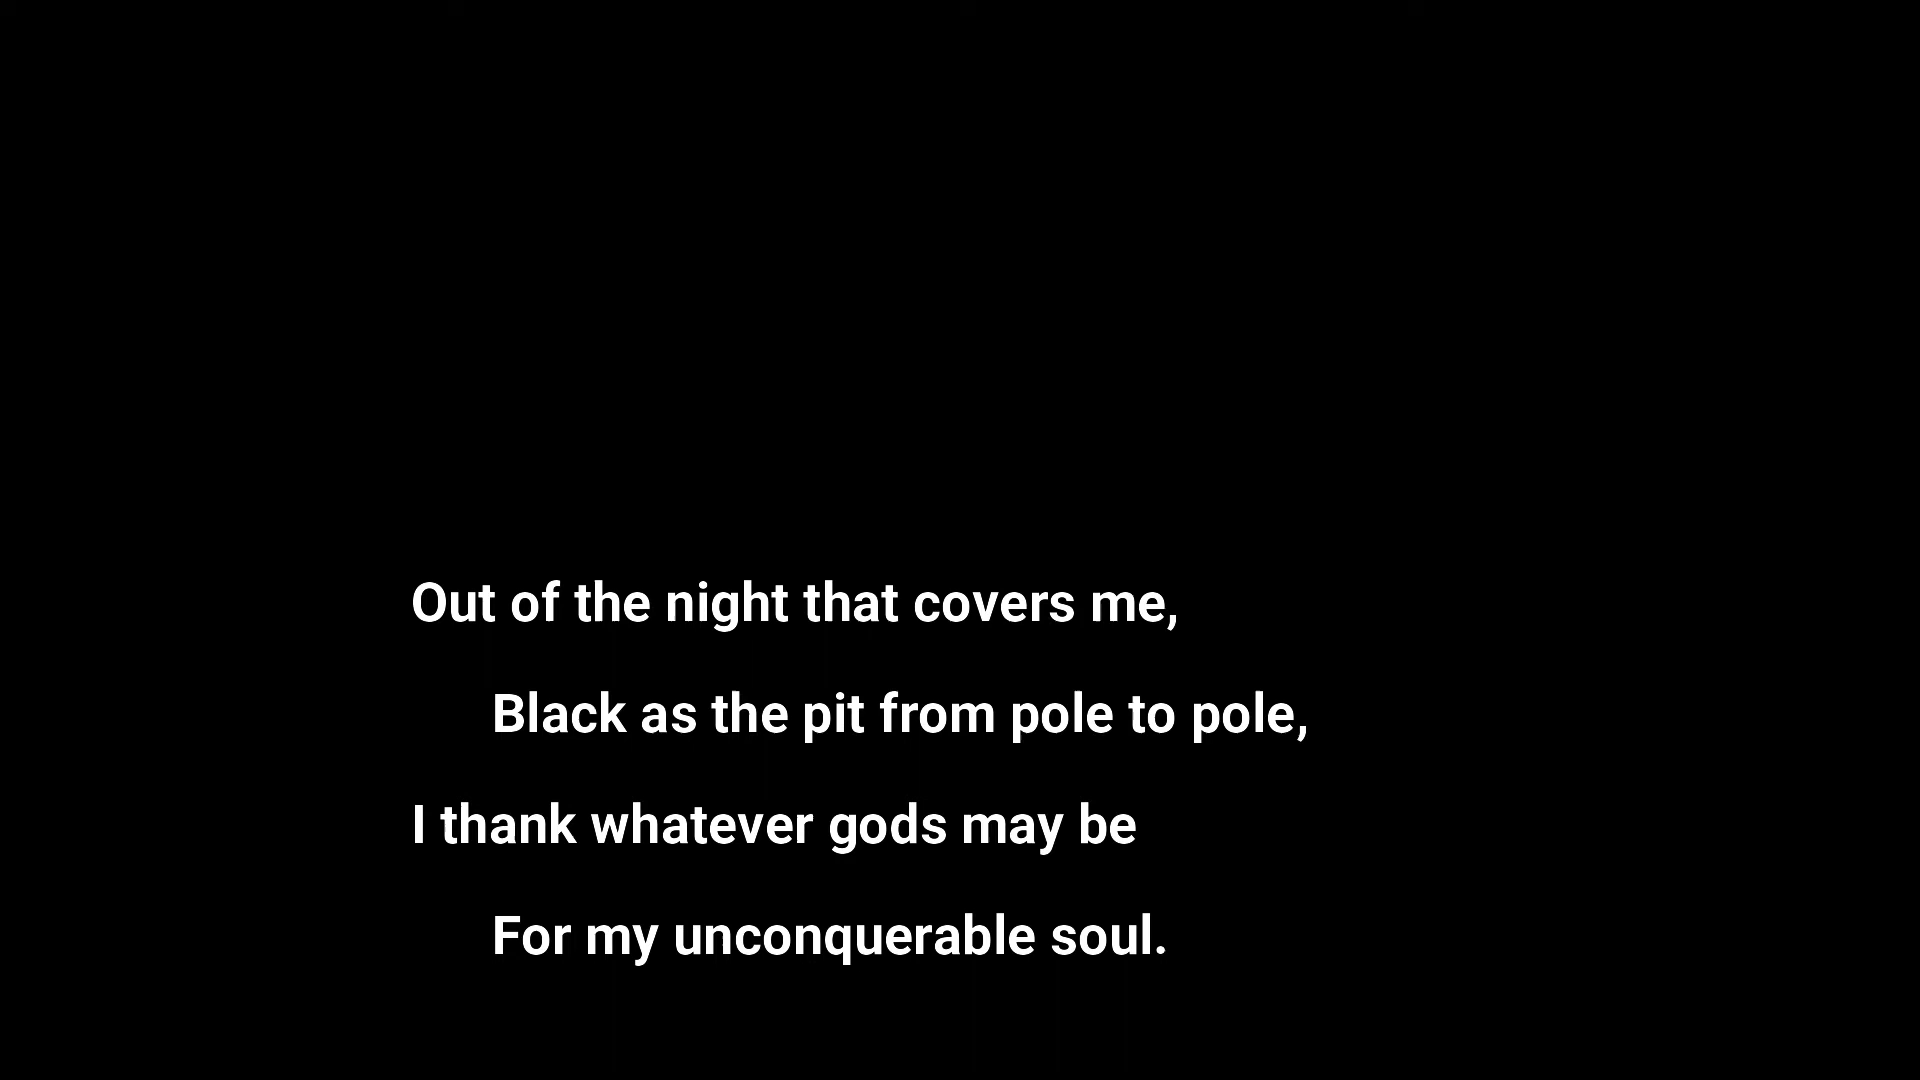 Out of the night that covers me,
Black as the pit from pole to pole,
I thank whatever gods may be
For my unconquerable soul.